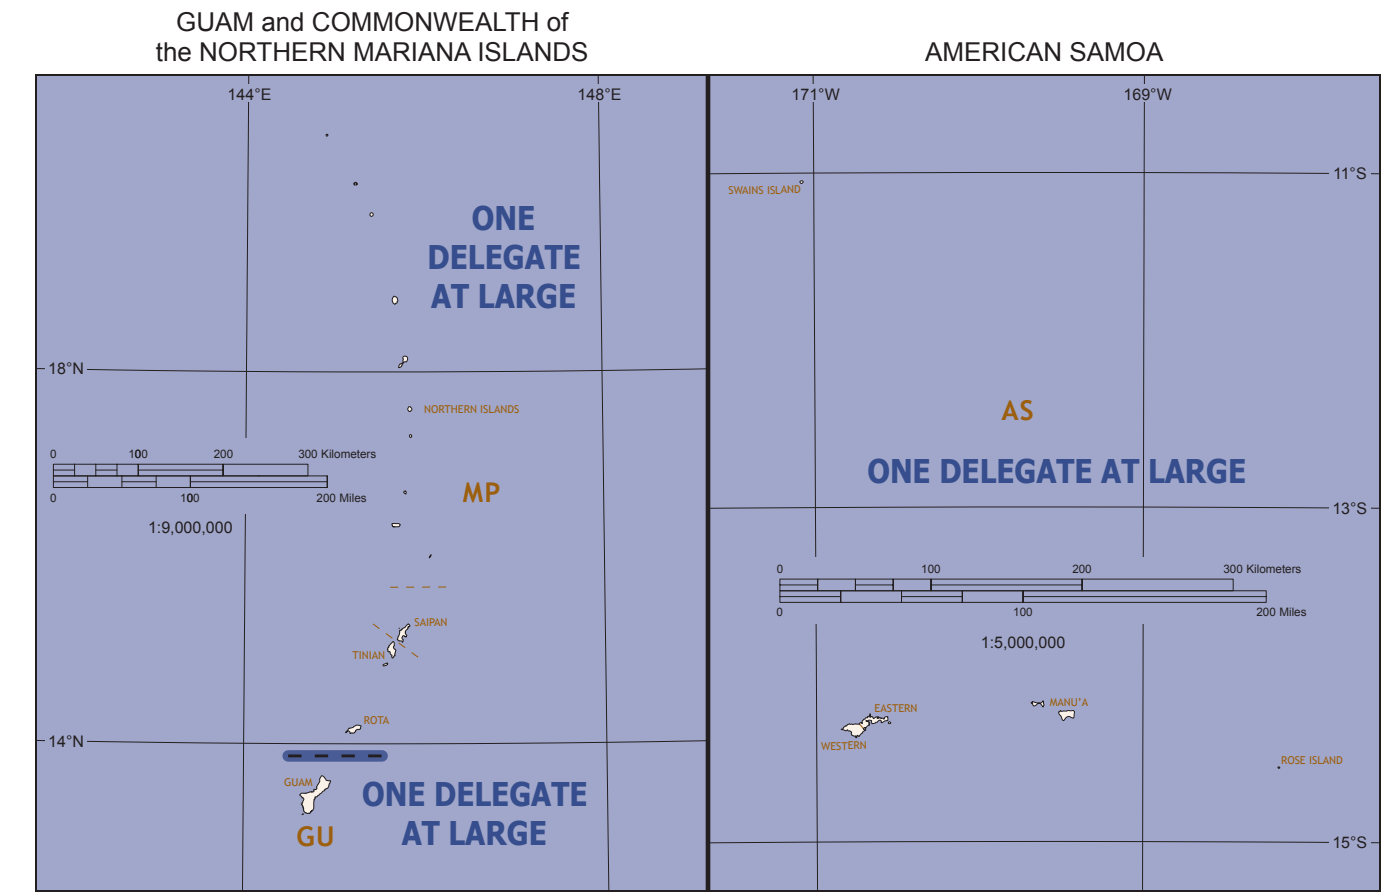 GUAM and COMMONWEALTH of
the NORTHERN MARIANA ISLANDS
144°E
148°E
ONE
DELEGATE
AT LARGE
18°N
NORTHERN ISLANDS
0 100 200 300 Kilometers
0 100 200 Miles
1:9,000,000
MP
SAIPAN
TINIAN
ROTA
14°N
GUAM
GU
ONE DELEGATE
AT LARGE
AMERICAN SAMOA
171°W
169°W
11°S
SWAINS ISLAND
AS
ONE DELEGATE AT LARGE
13°S
0 100 200 300 Kilometers
0 100 200 Miles
1:5,000,000
EASTERN
WESTERN
MANU'A
ROSE ISLAND
15°S